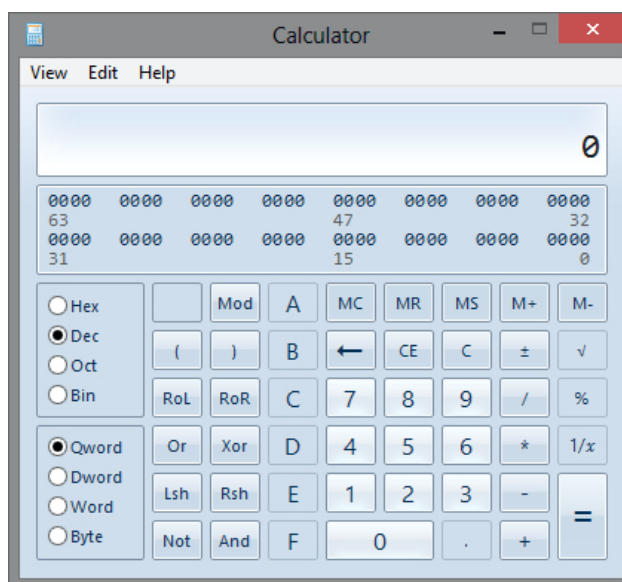 Calculator
View Edit Help
0
0000 0000 0000 0000 0000 0000 0000 0000
63 47 32
0000 0000 0000 0000 0000 0000 0000 0000
31 15 0
Hex Mod A MC MR MS M+ M-
Dec ( ) B ← CE C ± √
Oct
Bin RoL RoR C 7 8 9 / %
Qword Or Xor D 4 5 6 * 1/x
Dword
Word Lsh Rsh E 1 2 3 - =
Byte Not And F 0 . +